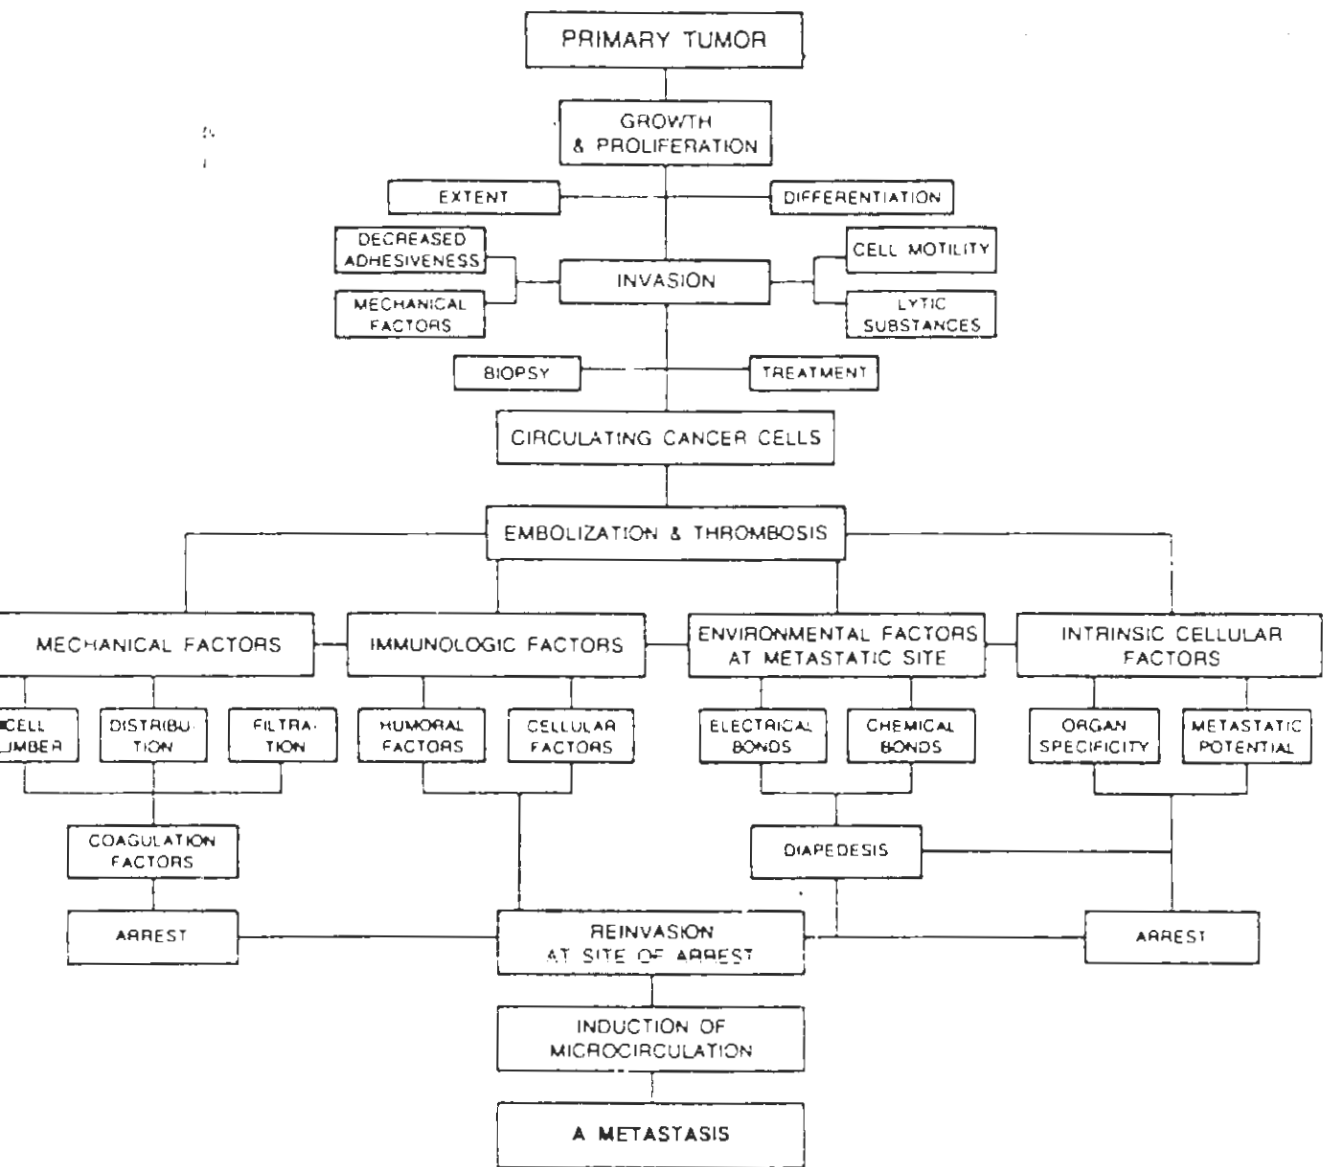 PRIMARY TUMOR
GROWTH
& PROLIFERATION
EXTENT
DIFFERENTIATION
DECREASED
ADHESIVENESS
CELL MOTILITY
INVASION
MECHANICAL
FACTORS
LYTIC
SUBSTANCES
BIOPSY
TREATMENT
CIRCULATING CANCER CELLS
EMBOLIZATION & THROMBOSIS
MECHANICAL FACTORS
IMMUNOLOGIC FACTORS
ENVIRONMENTAL FACTORS
AT METASTATIC SITE
INTRINSIC CELLULAR
FACTORS
CELL
UMBER
DISTRIBU-
TION
FILTRA-
TION
HUMORAL
FACTORS
CELLULAR
FACTORS
ELECTRICAL
BONDS
CHEMICAL
BONDS
ORGAN
SPECIFICITY
METASTATIC
POTENTIAL
COAGULATION
FACTORS
DIAPEDESIS
ARREST
REINVASION
AT SITE OF ARREST
ARREST
INDUCTION OF
MICROCIRCULATION
A METASTASIS